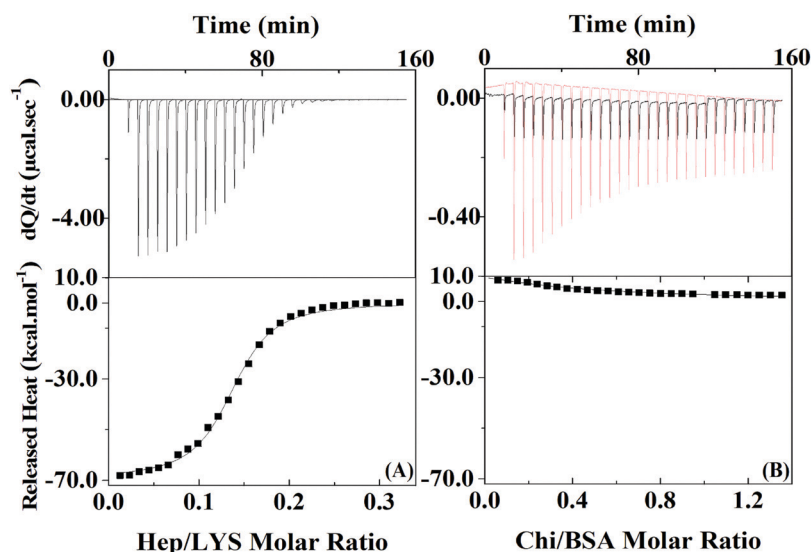 Time (min)
0 80 160
dQ/dt (μcal.sec⁻¹)
0.00
-4.00
Released Heat (kcal.mol⁻¹)
10.0
0.0
-30.0
-70.0
(A)
0.0 0.1 0.2 0.3
Hep/LYS Molar Ratio
Time (min)
0 80 160
0.00
-0.40
10.0
0.0
-30.0
-70.0
(B)
0.0 0.4 0.8 1.2
Chi/BSA Molar Ratio